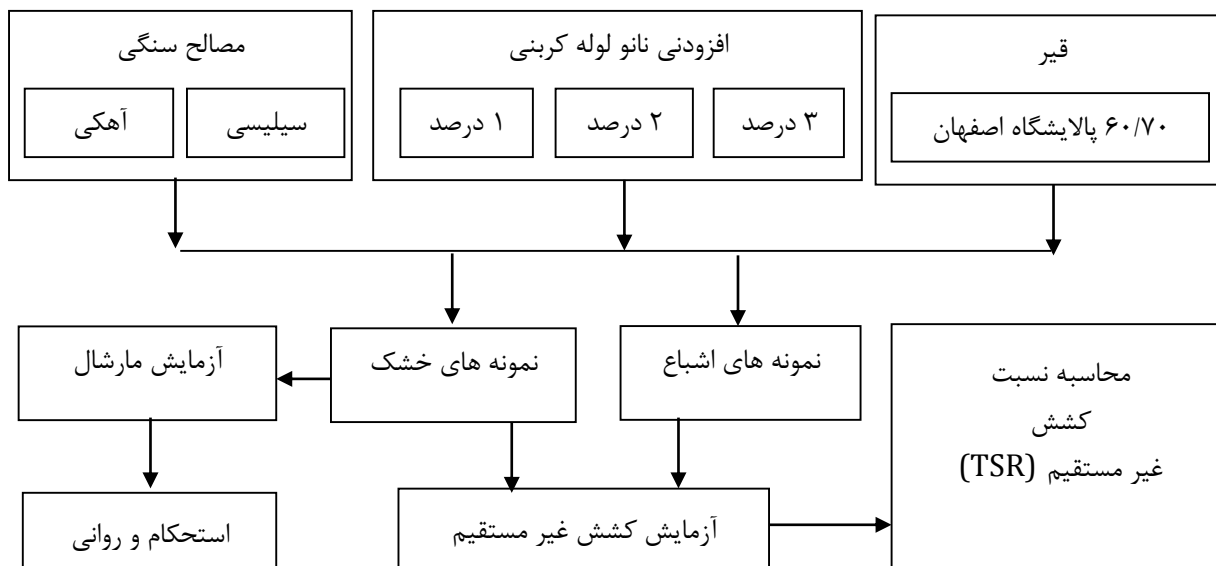 قیر
۶۰/۷۰ پالایشگاه اصفهان
افزودنی نانو لوله کربنی
۳ درصد
۲ درصد
۱ درصد
مصالح سنگی
سیلیسی
آهکی
محاسبه نسبت
کشش
غیر مستقیم (TSR)
نمونه های اشباع
نمونه های خشک
آزمایش مارشال
آزمایش کشش غیر مستقیم
استحکام و روانی